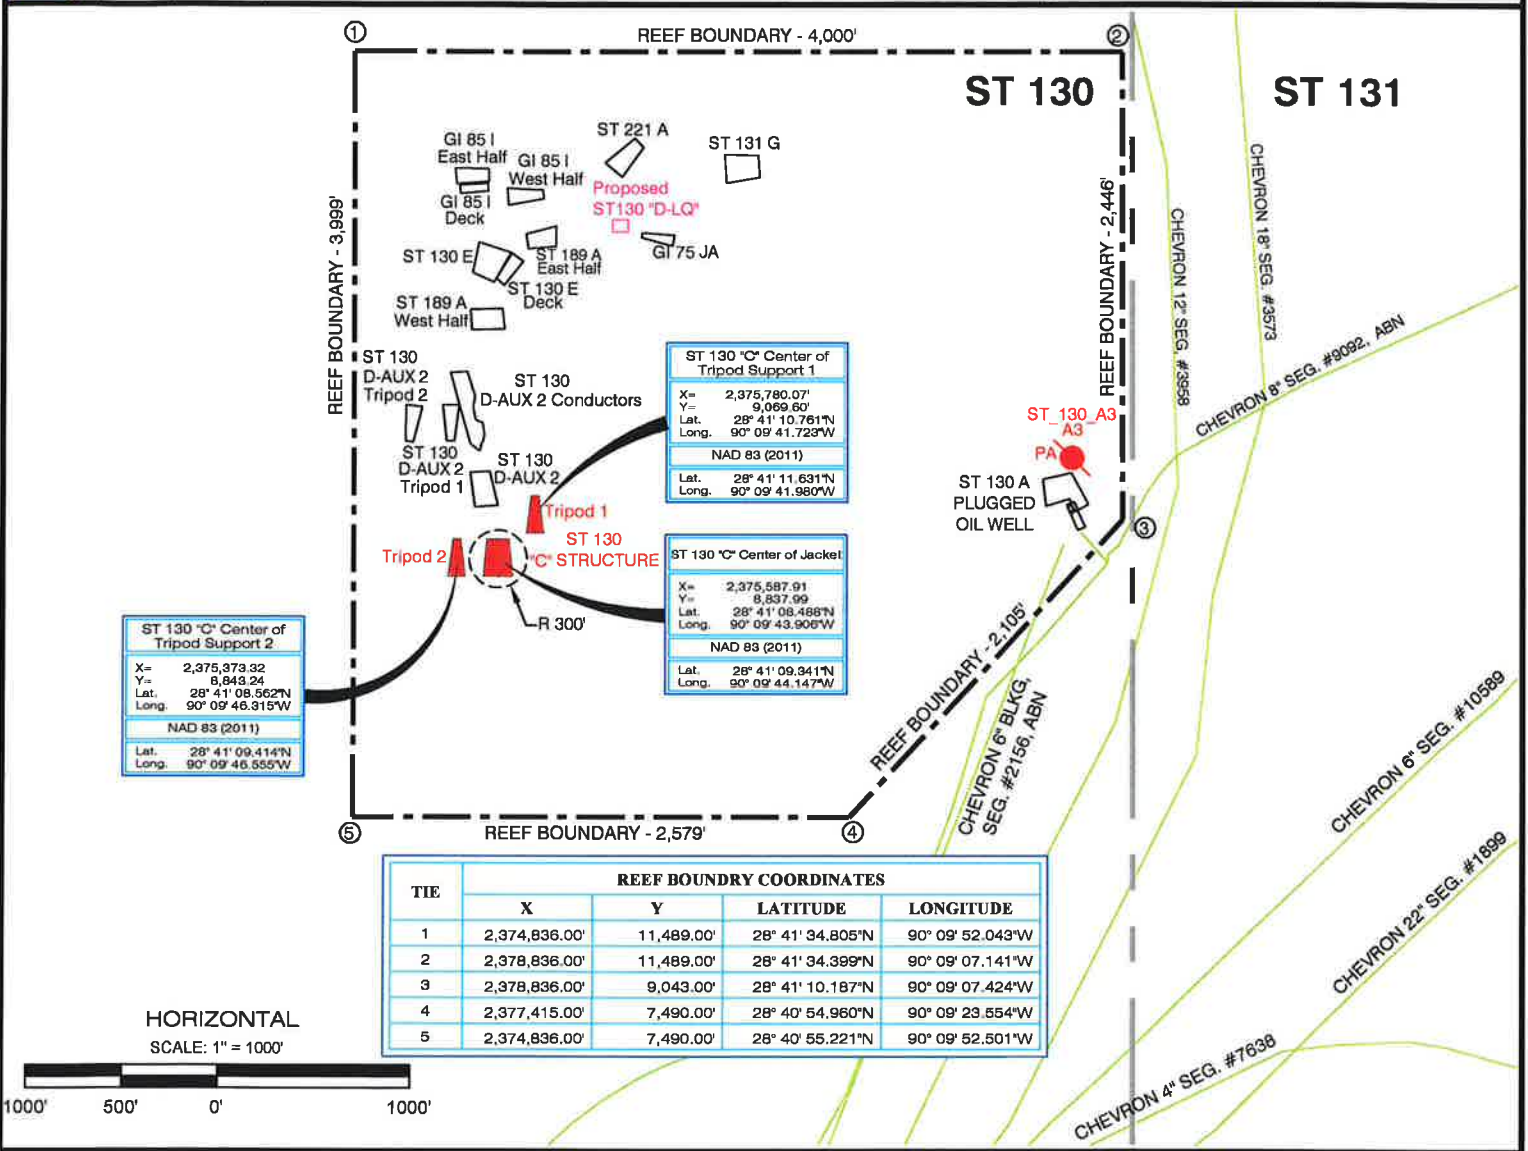 ①
REEF BOUNDARY - 4,000'
②
ST 130
ST 131
REEF BOUNDARY - 3,999'
REEF BOUNDARY - 2,446'
GI 85 I
East Half
GI 85 I
West Half
GI 85 I
Deck
ST 221 A
ST 131 G
Proposed
ST130 "D-LQ"
GI 75 JA
ST 130 E
ST 189 A
East Half
ST 130 E
Deck
ST 189 A
West Half
ST 130
D-AUX 2
Tripod 2
ST 130
D-AUX 2 Conductors
ST 130
D-AUX 2
Tripod 1
ST 130
D-AUX 2
Tripod 1
Tripod 2
ST 130
"C" STRUCTURE
R 300'
ST 130 "C" Center of
Tripod Support 1
X= 2,375,780.07'
Y= 9,069.60'
Lat. 28° 41' 10.761"N
Long. 90° 09' 41.723"W
NAD 83 (2011)
Lat. 28° 41' 11.631"N
Long. 90° 09' 41.980"W
ST 130 "C" Center of Jacket
X= 2,375,587.91
Y= 8,837.99
Lat. 28° 41' 08.488"N
Long. 90° 09' 43.906"W
NAD 83 (2011)
Lat. 28° 41' 09.341"N
Long. 90° 09' 44.147"W
ST 130 "C" Center of
Tripod Support 2
X= 2,375,373.32
Y= 8,843.24
Lat. 28° 41' 08.562"N
Long. 90° 09' 46.315"W
NAD 83 (2011)
Lat. 28° 41' 09.414"N
Long. 90° 09' 46.555"W
ST_130_A3
A3
PA
ST 130 A
PLUGGED
OIL WELL
③
CHEVRON 12" SEG. #3958
CHEVRON 18" SEG. #3573
CHEVRON 8" SEG. #9092, ABN
REEF BOUNDARY - 2,105'
CHEVRON 6" BLKG,
SEG. #2156, ABN
CHEVRON 6" SEG. #10589
CHEVRON 22" SEG. #1899
CHEVRON 4" SEG. #7638
⑤
REEF BOUNDARY - 2,579'
④
TIE REEF BOUNDRY COORDINATES
X Y LATITUDE LONGITUDE
1 2,374,836.00' 11,489.00' 28° 41' 34.805"N 90° 09' 52.043"W
2 2,378,836.00' 11,489.00' 28° 41' 34.399"N 90° 09' 07.141"W
3 2,378,836.00' 9,043.00' 28° 41' 10.187"N 90° 09' 07.424"W
4 2,377,415.00' 7,490.00' 28° 40' 54.960"N 90° 09' 23.554"W
5 2,374,836.00' 7,490.00' 28° 40' 55.221"N 90° 09' 52.501"W
HORIZONTAL
SCALE: 1" = 1000'
1000' 500' 0' 1000'